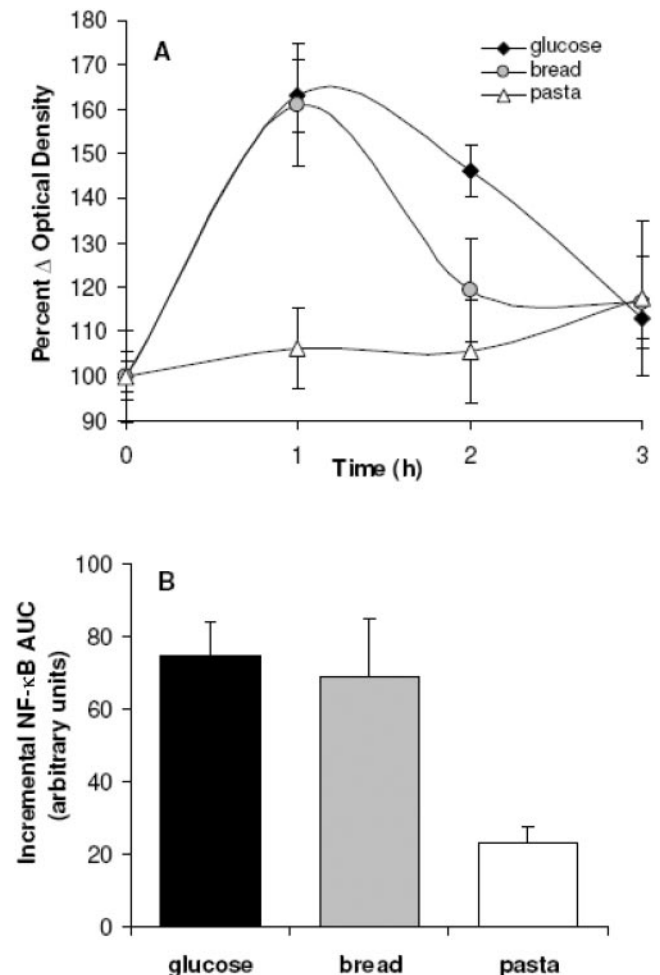 180
170
160
150
140
130
120
110
100
90
Percent Δ Optical Density
A
glucose
bread
pasta
0 1 2 3
Time (h)
100
80
60
40
20
0
Incremental NF-κB AUC
(arbitrary units)
B
glucose bread pasta